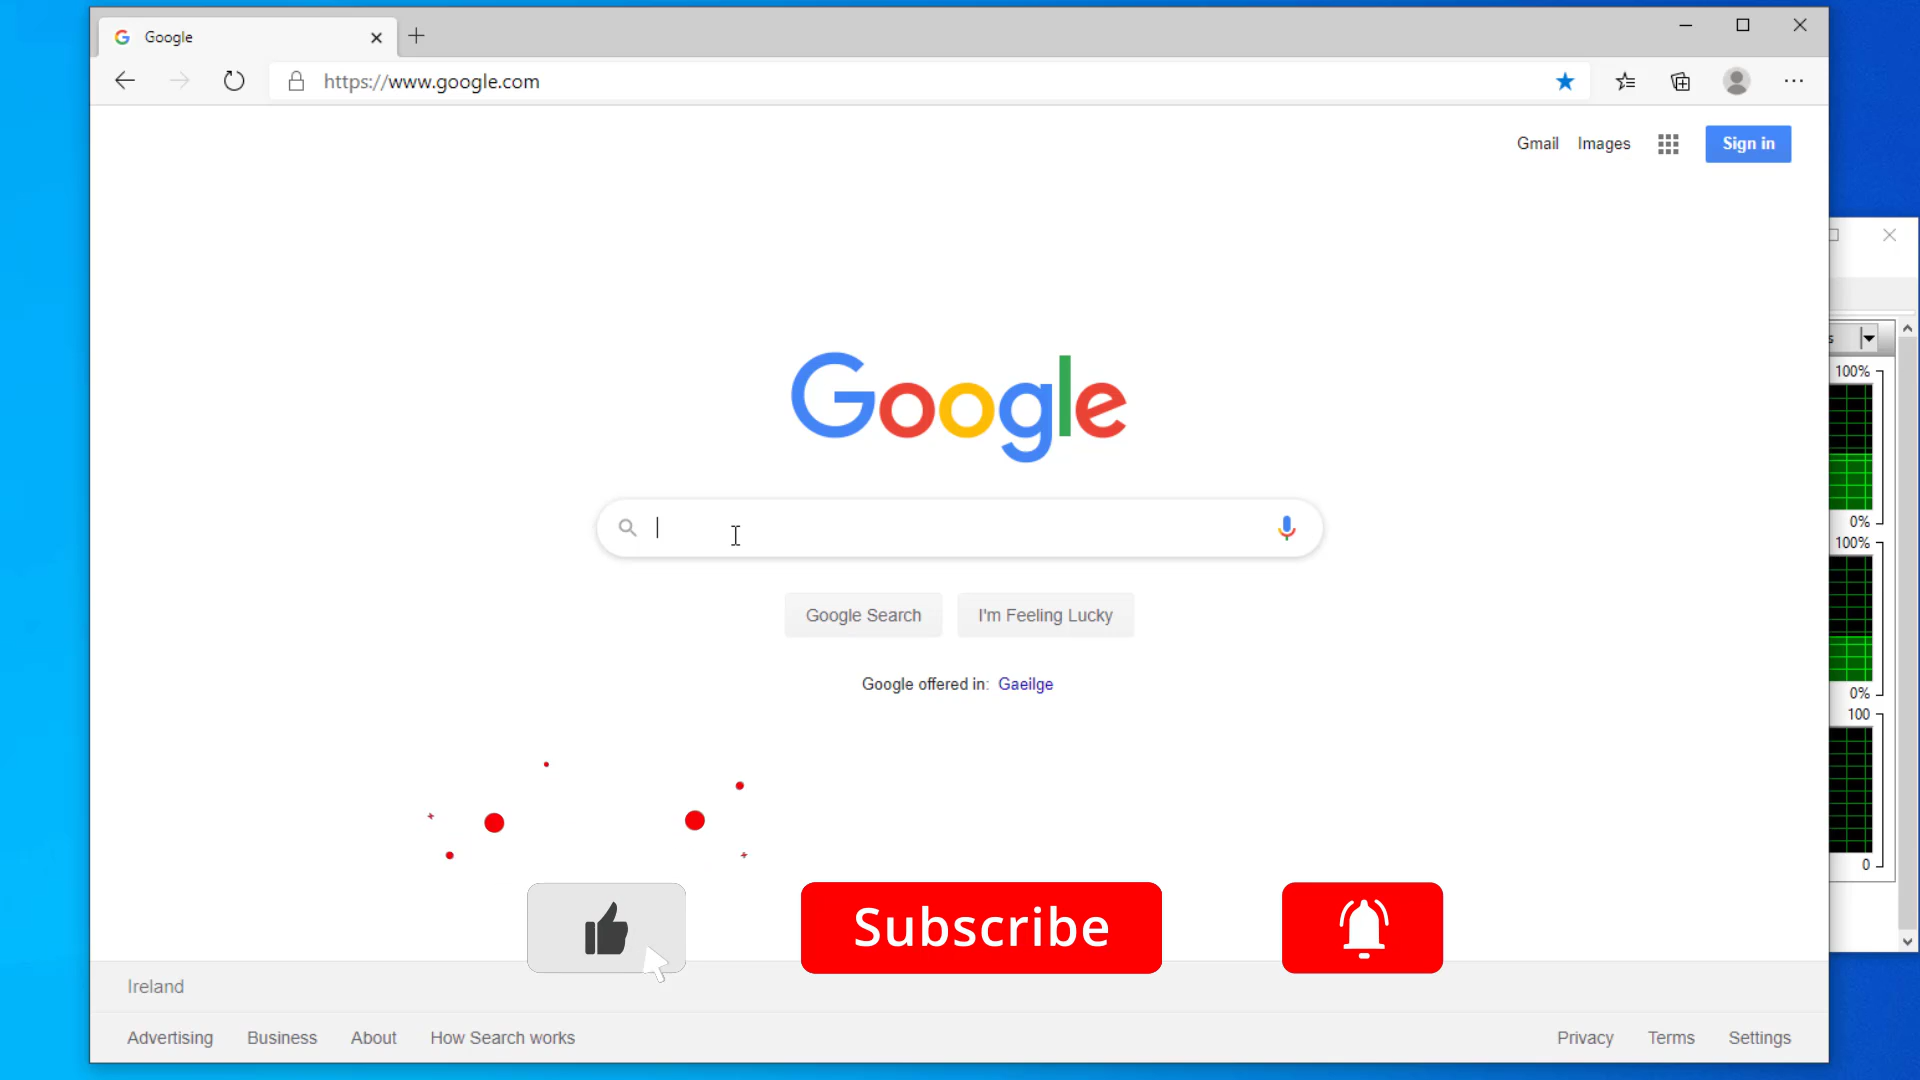 Google
https://www.google.com
Gmail Images Sign in
Google
Google Search I'm Feeling Lucky
Google offered in: Gaeilge
100%
0%
100%
0%
100
0
Subscribe
Ireland
Advertising Business About How Search works Privacy Terms Settings